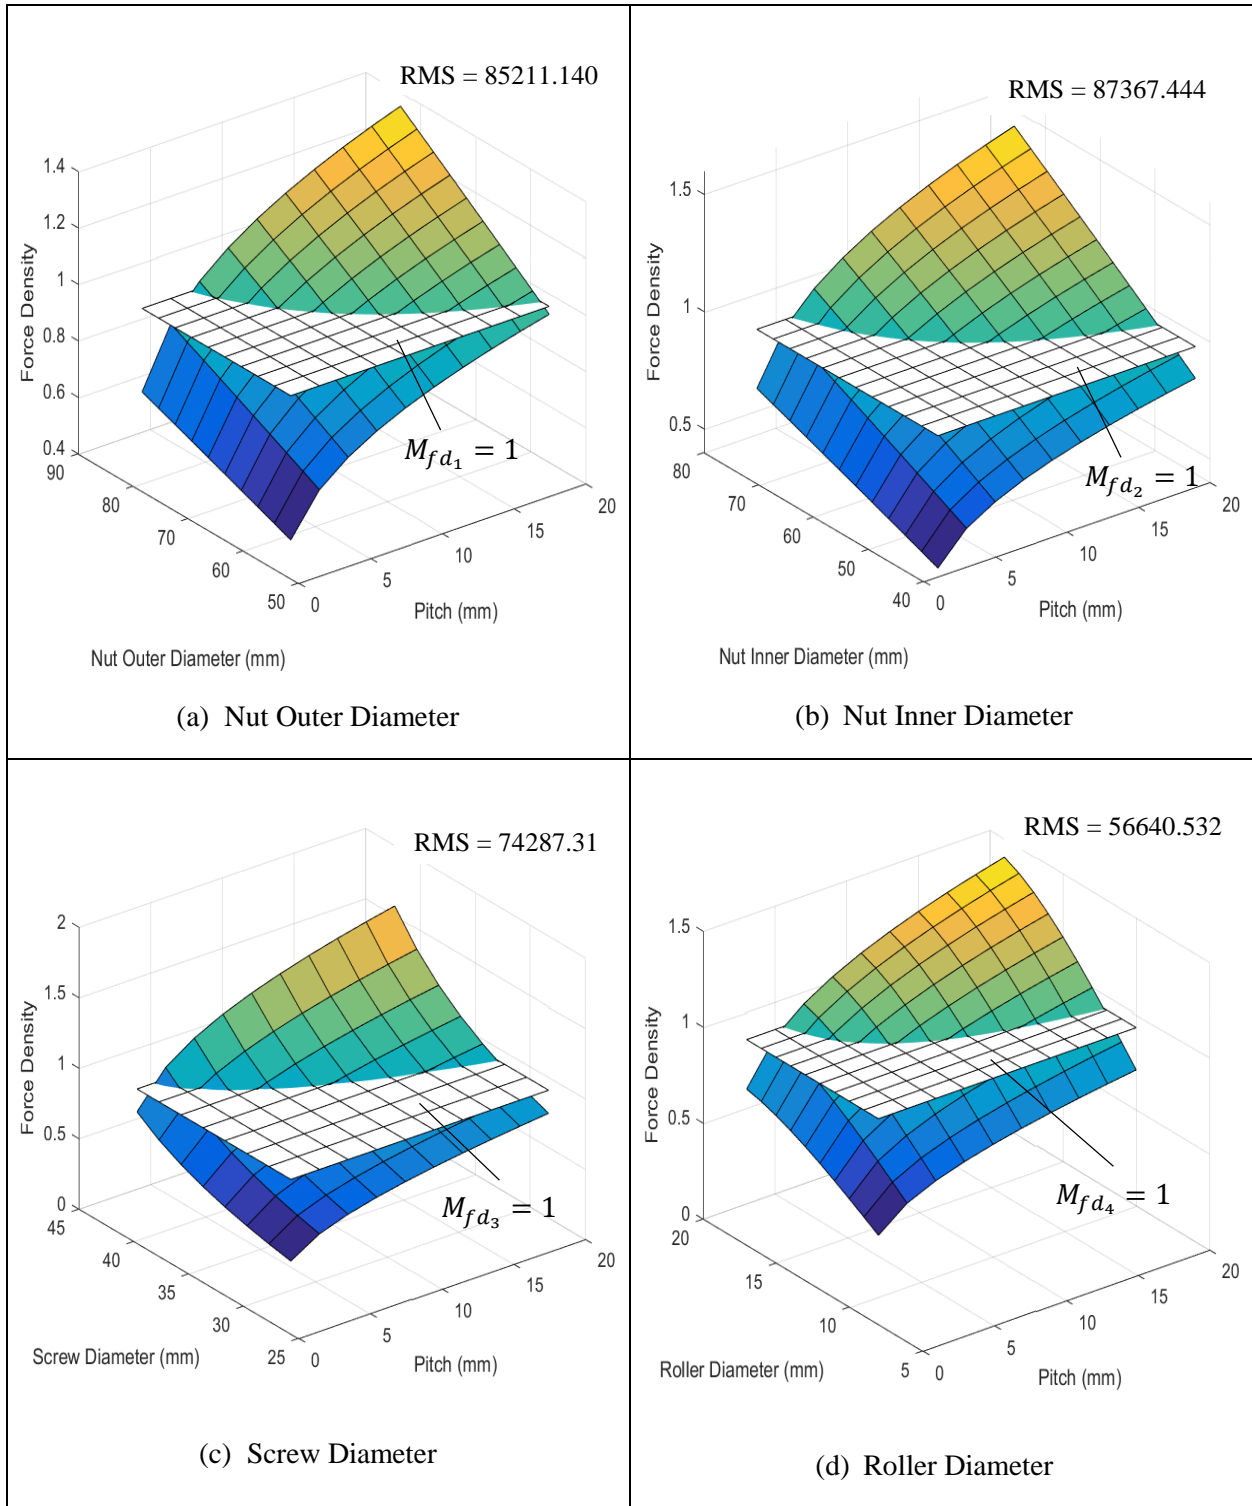 RMS = 85211.140
1.4
1.2
1
0.8
0.6
0.4
Force Density
90
80
70
60
50
0
5
10
15
20
M_{fd_1} = 1
Pitch (mm)
Nut Outer Diameter (mm)
(a) Nut Outer Diameter
RMS = 87367.444
1.5
1
0.5
Force Density
80
70
60
50
40
0
5
10
15
20
M_{fd_2} = 1
Pitch (mm)
Nut Inner Diameter (mm)
(b) Nut Inner Diameter
RMS = 74287.31
2
1.5
1
0.5
0
Force Density
45
40
35
30
25
0
5
10
15
20
M_{fd_3} = 1
Pitch (mm)
Screw Diameter (mm)
(c) Screw Diameter
RMS = 56640.532
1.5
1
0.5
0
Force Density
20
15
10
5
0
5
10
15
20
M_{fd_4} = 1
Pitch (mm)
Roller Diameter (mm)
(d) Roller Diameter